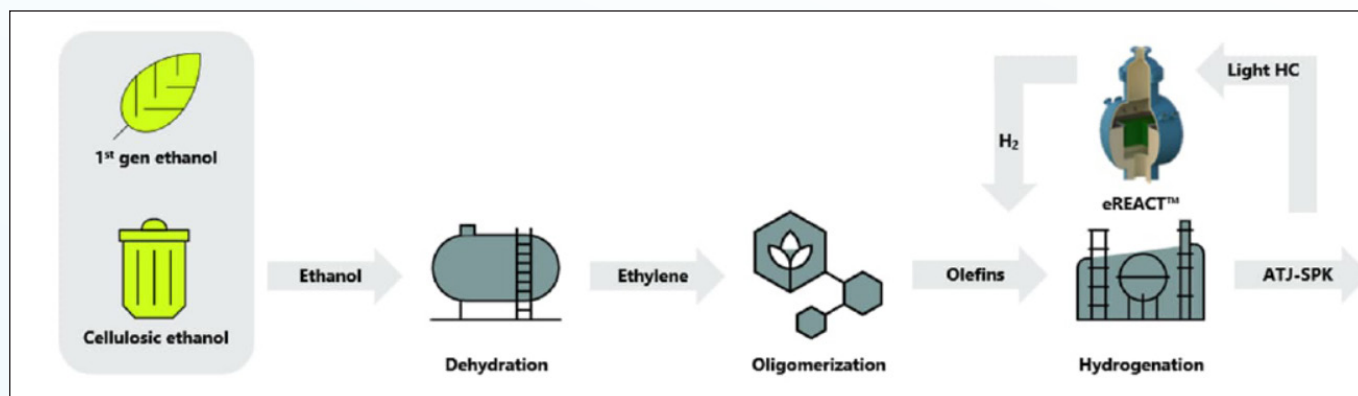 1st gen ethanol
Cellulosic ethanol
Ethanol
Dehydration
Ethylene
Oligomerization
Olefins
H2
eREACT™
Light HC
Hydrogenation
ATJ-SPK